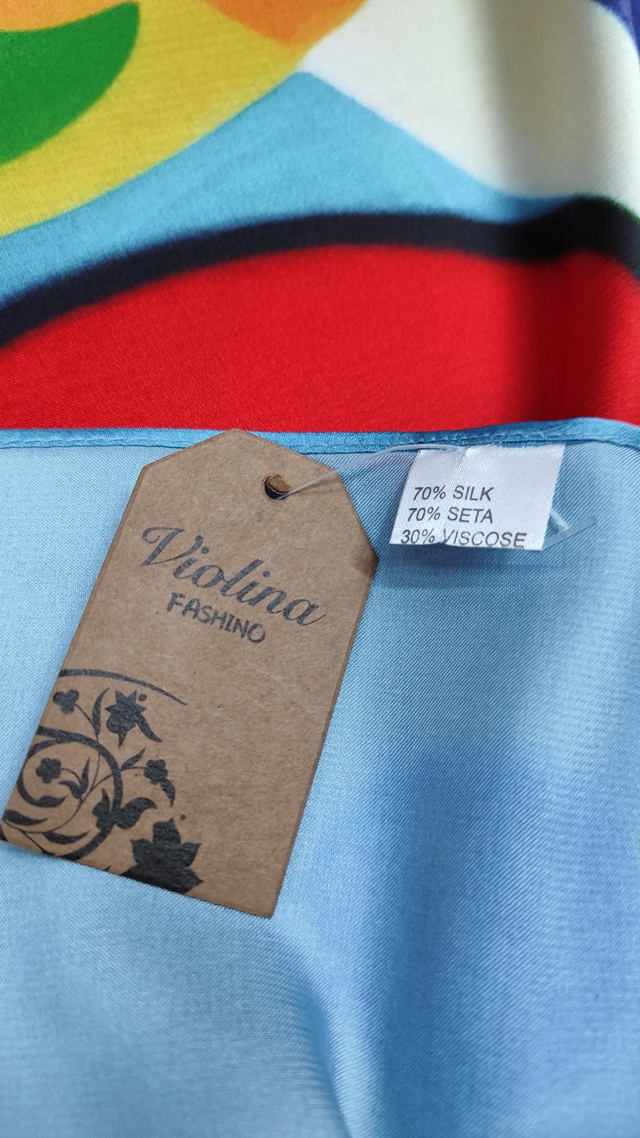 Violina
FASHINO
70% SILK
70% SETA
30% VISCOSE